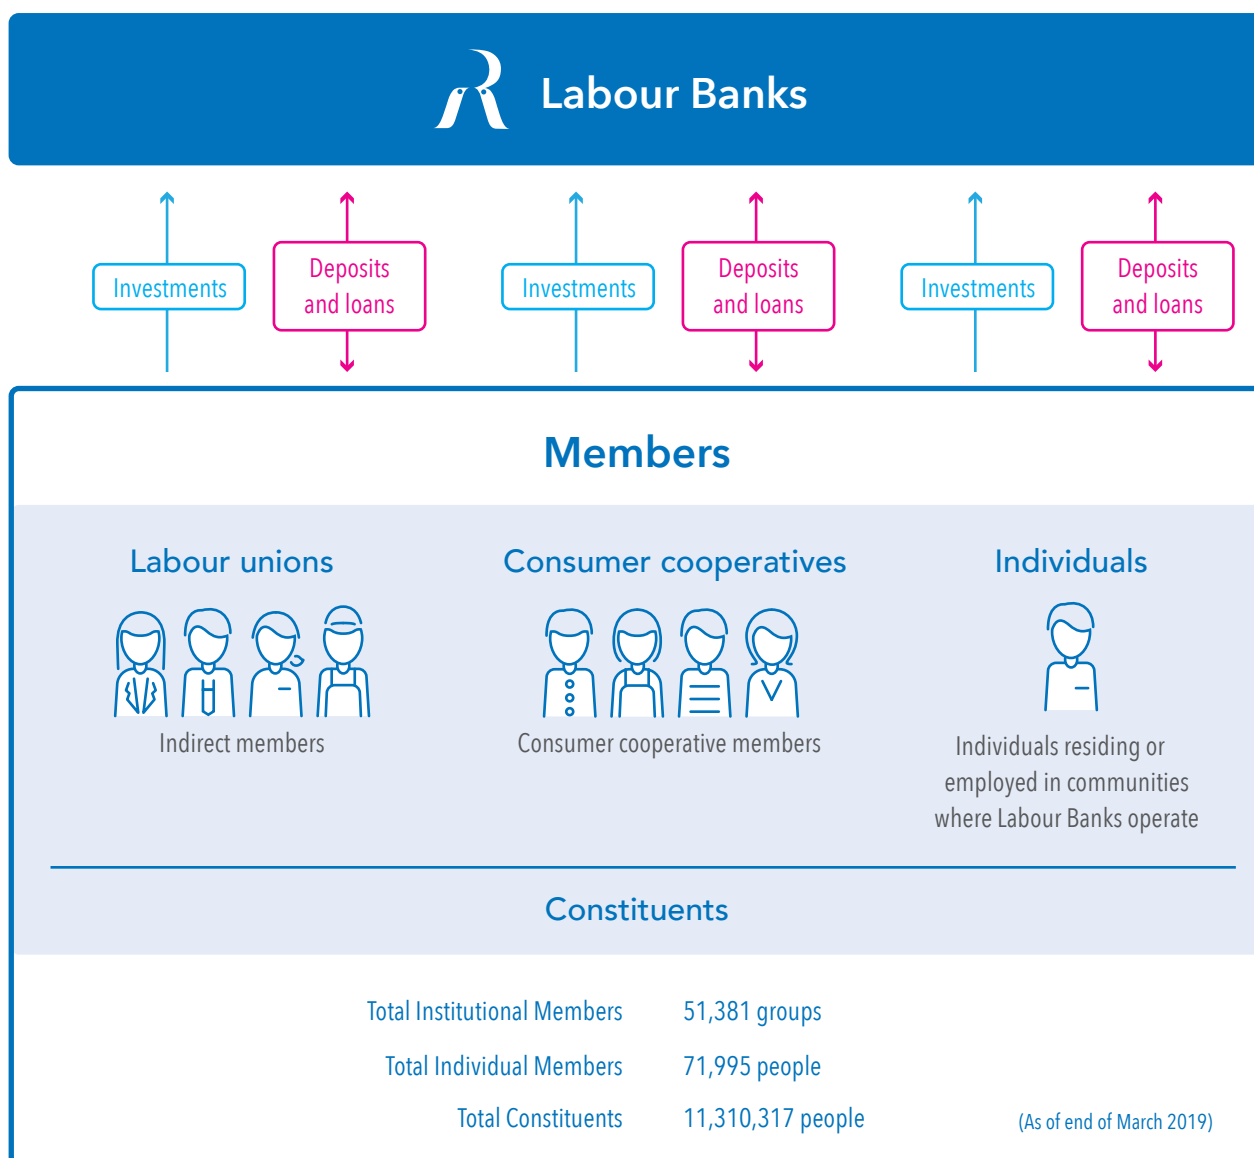 Labour Banks
Investments
Deposits
and loans
Investments
Deposits
and loans
Investments
Deposits
and loans
Members
Labour unions
Indirect members
Consumer cooperatives
Consumer cooperative members
Individuals
Individuals residing or
employed in communities
where Labour Banks operate
Constituents
Total Institutional Members 51,381 groups
Total Individual Members 71,995 people
Total Constituents 11,310,317 people
(As of end of March 2019)